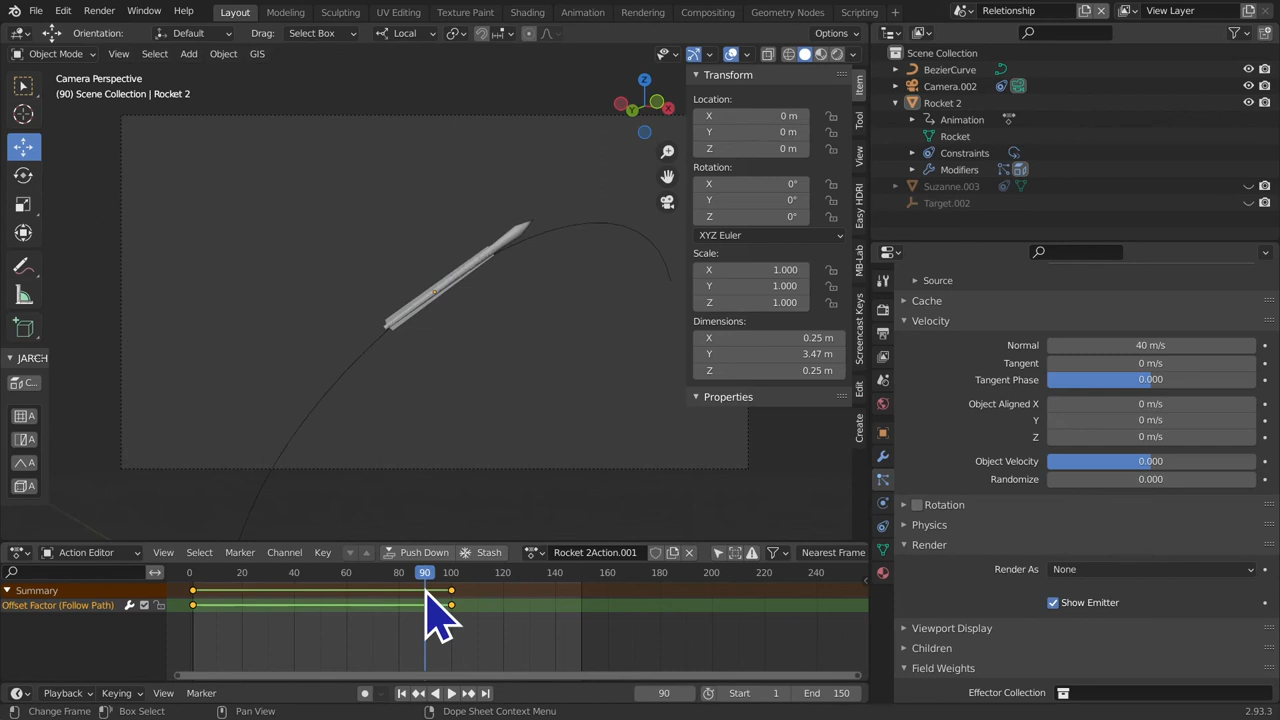 File Edit Render Window Help Layout Modeling Sculpting UV Editing Texture Paint Shading Animation Rendering Compositing Geometry Nodes Scripting + Relationship View Layer
Orientation: Default Drag: Select Box Local Options
Object Mode View Select Add Object GIS
Camera Perspective
(90) Scene Collection | Rocket 2
Z
X
Y
JARCH
C...
A
A
A
A
Transform
Location:
X 0 m
Y 0 m
Z 0 m
Rotation:
X 0°
Y 0°
Z 0°
XYZ Euler
Scale:
X 1.000
Y 1.000
Z 1.000
Dimensions:
X 0.25 m
Y 3.47 m
Z 0.25 m
Properties
Item
Tool
View
Easy HDRI
MB-Lab
Screencast Keys
Edit
Create
Scene Collection
BezierCurve
Camera.002
Rocket 2
Animation
Rocket
Constraints
Modifiers
Suzanne.003
Target.002
Source
Cache
Velocity
Normal 40 m/s
Tangent 0 m/s
Tangent Phase 0.000
Object Aligned X 0 m/s
Y 0 m/s
Z 0 m/s
Object Velocity 0.000
Randomize 0.000
Rotation
Physics
Render
Render As None
Show Emitter
Viewport Display
Children
Field Weights
Effector Collection
Action Editor View Select Marker Channel Key Push Down Stash Rocket 2Action.001 Nearest Frame
0 20 40 60 80 90 100 120 140 160 180 200 220 240
Summary
Offset Factor (Follow Path)
Playback Keying View Marker 90 Start 1 End 150
Change Frame Box Select Pan View Dope Sheet Context Menu 2.93.3